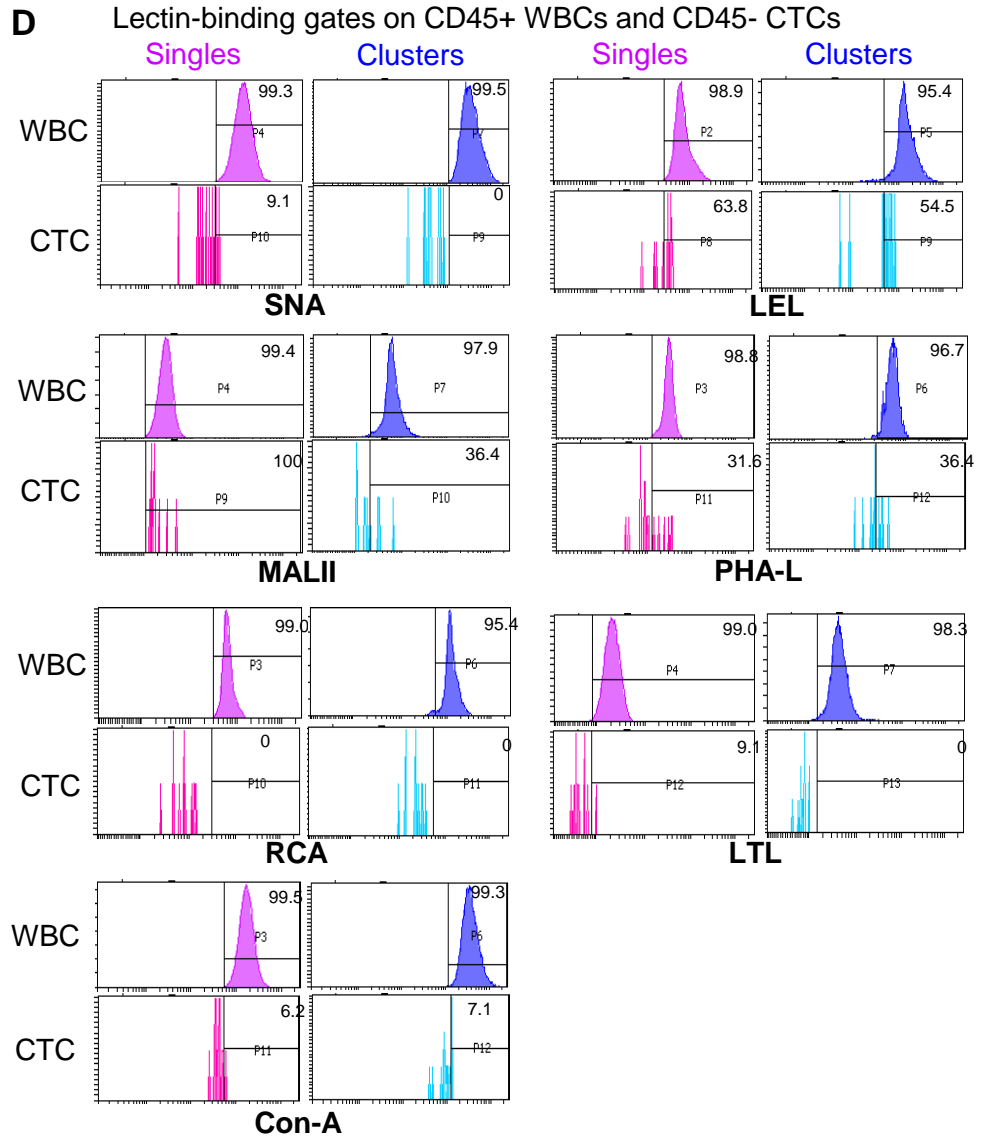 D Lectin-binding gates on CD45+ WBCs and CD45- CTCs
Singles Clusters Singles Clusters
WBC 99.3 P4 99.5 P7 98.9 P2 95.4 P5
CTC 9.1 P10 0 P9 63.8 P8 54.5 P9
SNA LEL
WBC 99.4 P4 97.9 P7 98.8 P3 96.7 P6
CTC 100 P9 36.4 P10 31.6 P11 36.4 P12
MALII PHA-L
WBC 99.0 P3 95.4 P6 99.0 P4 98.3 P7
CTC 0 P10 0 P11 9.1 P12 0 P13
RCA LTL
WBC 99.5 P3 99.3 P6
CTC 6.2 P11 7.1 P12
Con-A